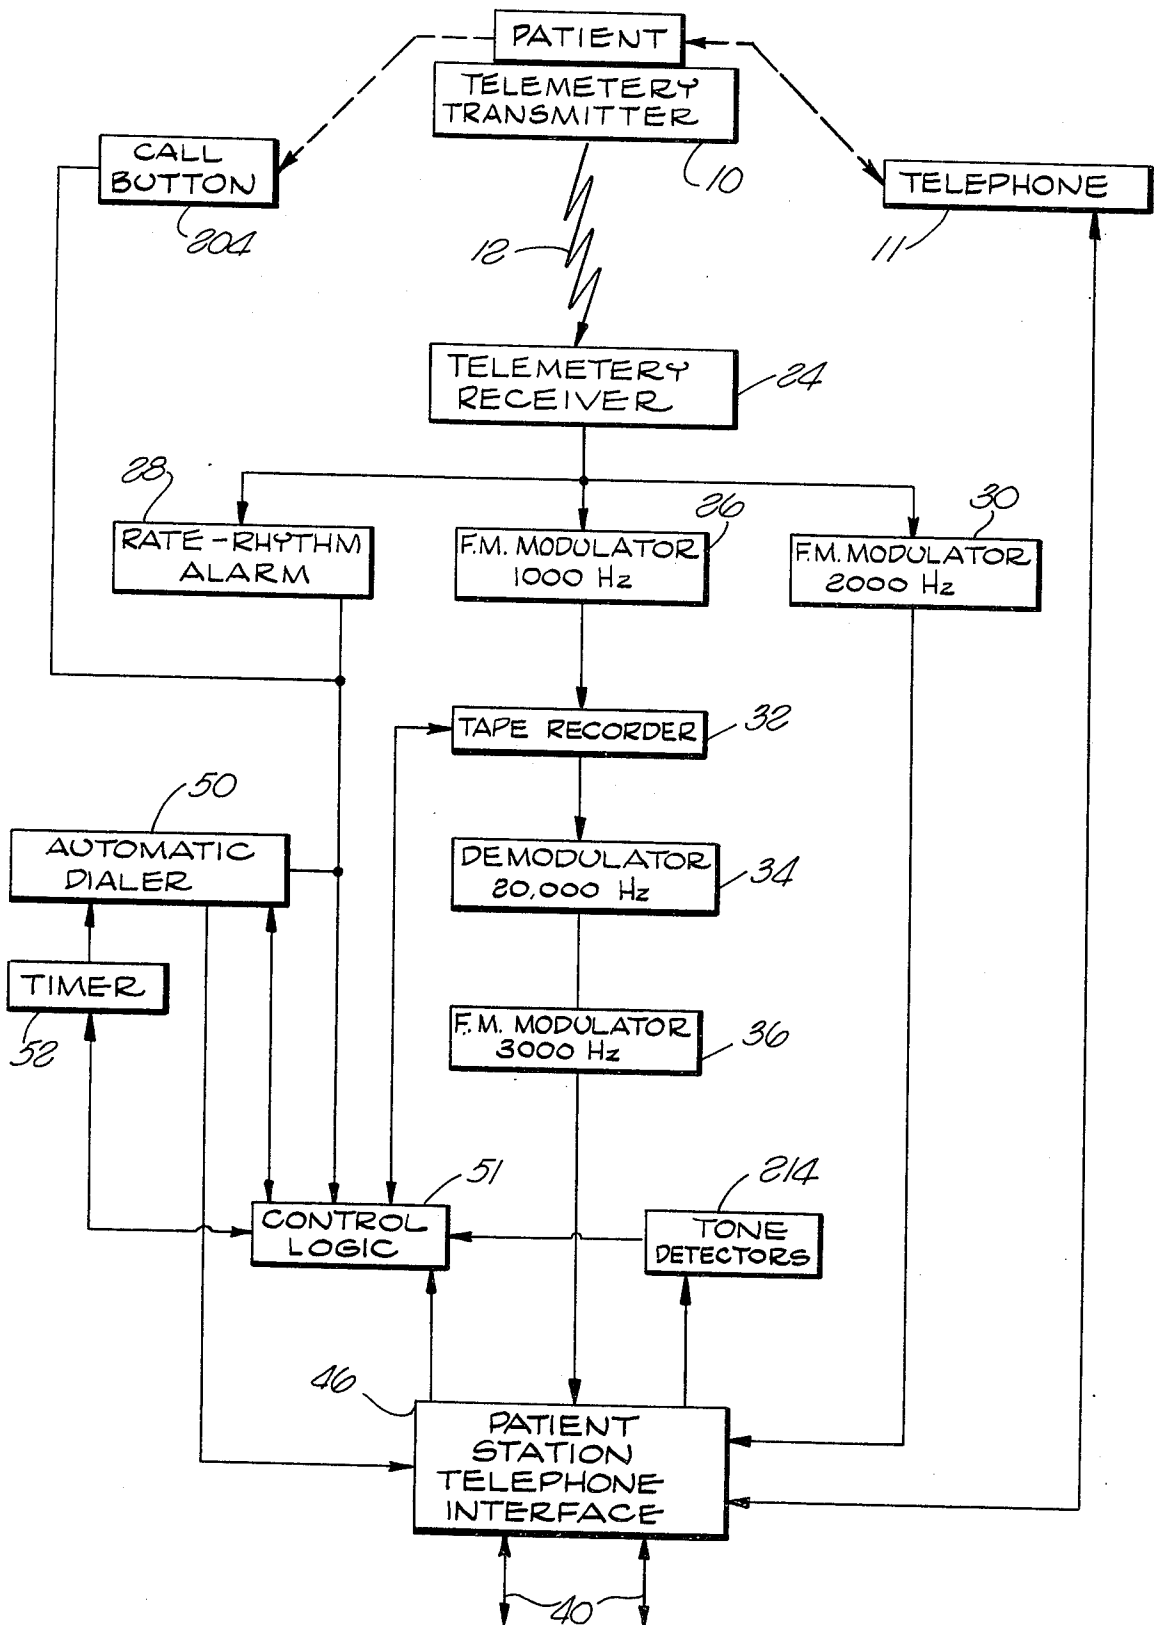 PATIENT
TELEMETERY
TRANSMITTER
10
CALL
BUTTON
204
TELEPHONE
11
12
TELEMETERY
RECEIVER
24
28
RATE-RHYTHM
ALARM
26
F.M. MODULATOR
1000 Hz
30
F.M. MODULATOR
2000 Hz
TAPE RECORDER
32
50
AUTOMATIC
DIALER
DEMODULATOR
20,000 Hz
34
TIMER
52
F.M. MODULATOR
3000 Hz
36
51
CONTROL
LOGIC
214
TONE
DETECTORS
46
PATIENT
STATION
TELEPHONE
INTERFACE
40